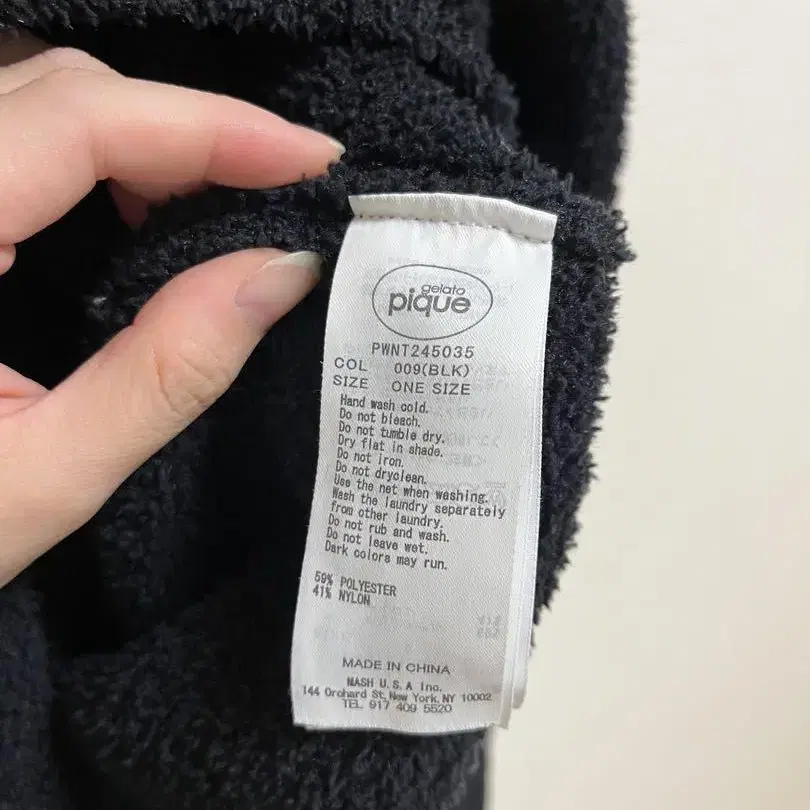 gelato
pique
PWNT245035
COL 009(BLK)
SIZE ONE SIZE
Hand wash cold.
Do not bleach.
Do not tumble dry.
Dry flat in shade.
Do not iron.
Do not dryclean.
Use the net when washing.
Wash the laundry separately
from other laundry.
Do not rub and wash.
Do not leave wet.
Dark colors may run.
59% POLYESTER
41% NYLON
MADE IN CHINA
MASH U.S.A Inc.
144 Orchard St, New York, NY 10002
TEL 917 409 5520